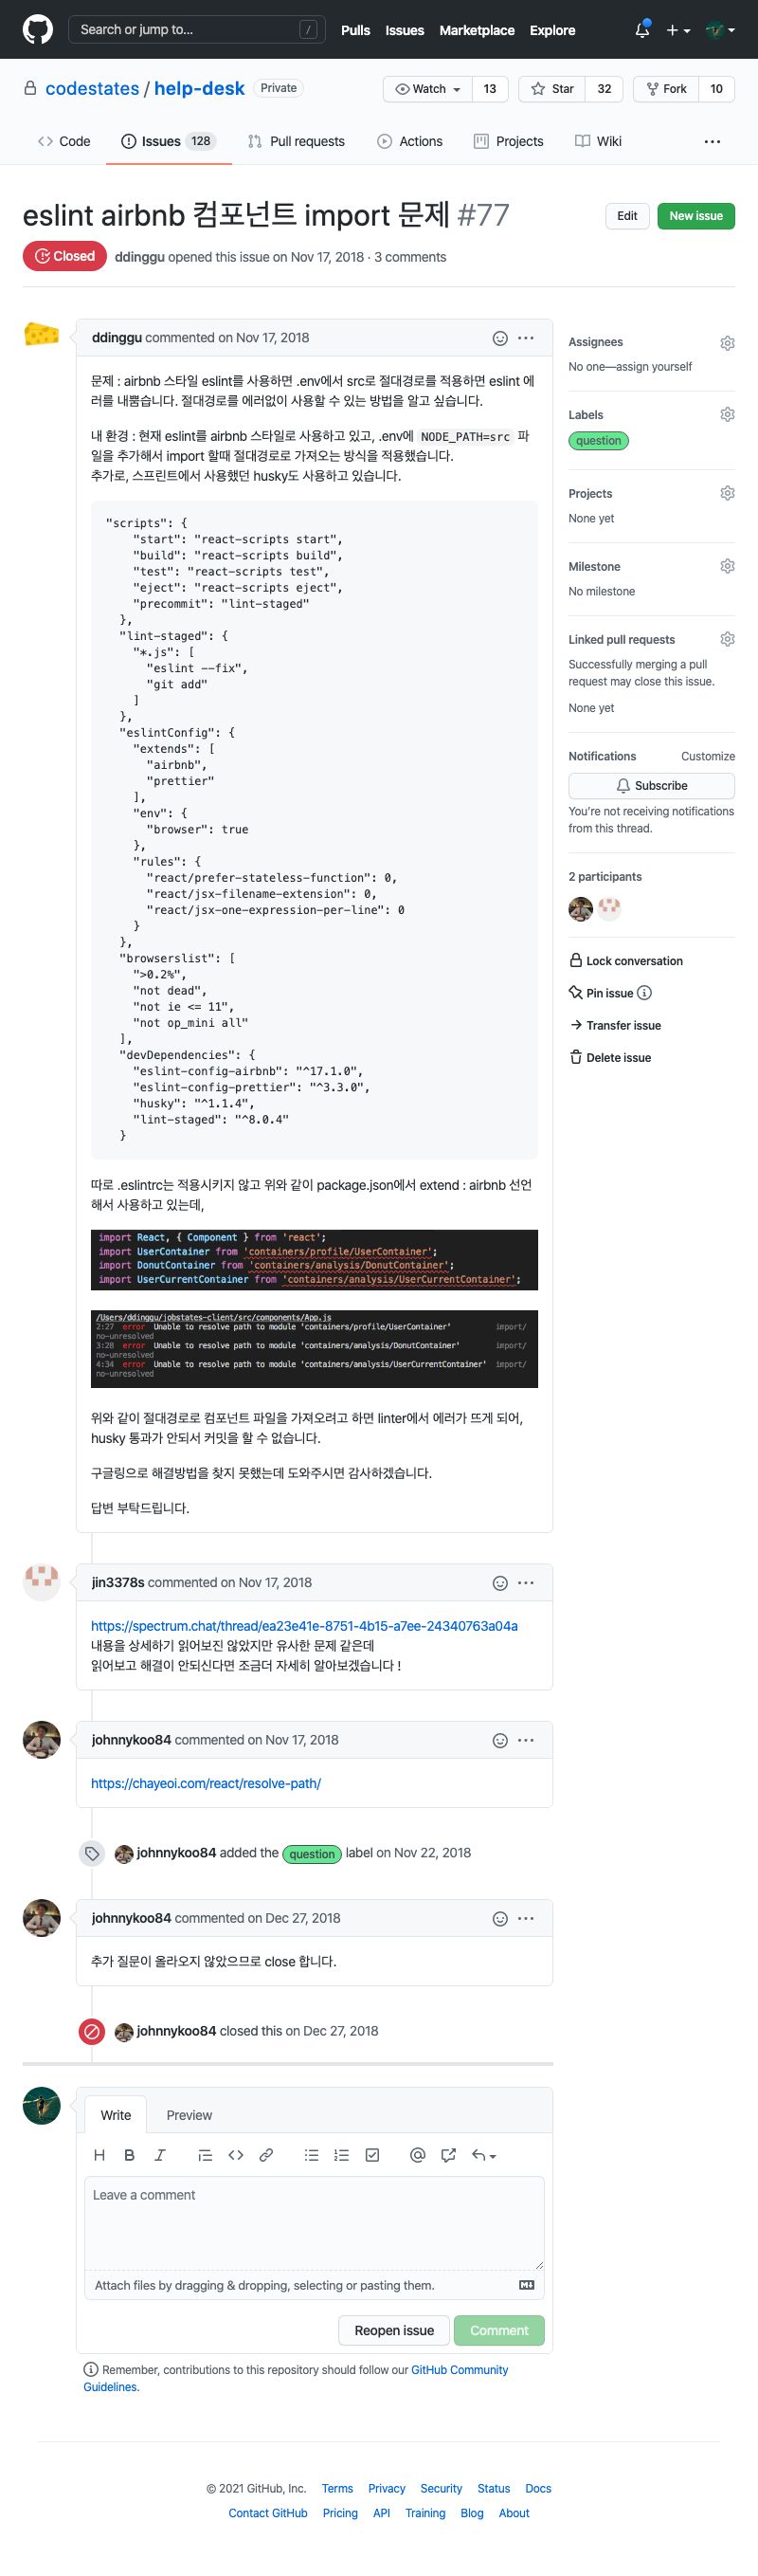 Search or jump to... /
Pulls Issues Marketplace Explore
codestates / help-desk Private
Watch 13 Star 32 Fork 10
Code Issues 128 Pull requests Actions Projects Wiki ...
eslint airbnb 컴포넌트 import 문제 #77
Edit New issue
Closed ddinggu opened this issue on Nov 17, 2018 · 3 comments
ddinggu commented on Nov 17, 2018
문제 : airbnb 스타일 eslint를 사용하면 .env에서 src로 절대경로를 적용하면 eslint 에
러를 내뿜습니다. 절대경로를 에러없이 사용할 수 있는 방법을 알고 싶습니다.
내 환경 : 현재 eslint를 airbnb 스타일로 사용하고 있고, .env에 NODE_PATH=src 파
일을 추가해서 import 할때 절대경로로 가져오는 방식을 적용했습니다.
추가로, 스프린트에서 사용했던 husky도 사용하고 있습니다.
"scripts": {
"start": "react-scripts start",
"build": "react-scripts build",
"test": "react-scripts test",
"eject": "react-scripts eject",
"precommit": "lint-staged"
},
"lint-staged": {
"*.js": [
"eslint --fix",
"git add"
]
},
"eslintConfig": {
"extends": [
"airbnb",
"prettier"
],
"env": {
"browser": true
},
"rules": {
"react/prefer-stateless-function": 0,
"react/jsx-filename-extension": 0,
"react/jsx-one-expression-per-line": 0
}
},
"browserslist": [
">0.2%",
"not dead",
"not ie <= 11",
"not op_mini all"
],
"devDependencies": {
"eslint-config-airbnb": "^17.1.0",
"eslint-config-prettier": "^3.3.0",
"husky": "^1.1.4",
"lint-staged": "^8.0.4"
}
따로 .eslintrc는 적용시키지 않고 위와 같이 package.json에서 extend : airbnb 선언
해서 사용하고 있는데,
import React, { Component } from 'react';
import UserContainer from 'containers/profile/UserContainer';
import DonutContainer from 'containers/analysis/DonutContainer';
import UserCurrentContainer from 'containers/analysis/UserCurrentContainer';
/Users/ddinggu/jobstates-client/src/components/App.js
2:27 error Unable to resolve path to module 'containers/profile/UserContainer' import/
no-unresolved
3:28 error Unable to resolve path to module 'containers/analysis/DonutContainer' import/
no-unresolved
4:34 error Unable to resolve path to module 'containers/analysis/UserCurrentContainer' import/
no-unresolved
위와 같이 절대경로로 컴포넌트 파일을 가져오려고 하면 linter에서 에러가 뜨게 되어,
husky 통과가 안되서 커밋을 할 수 없습니다.
구글링으로 해결방법을 찾지 못했는데 도와주시면 감사하겠습니다.
답변 부탁드립니다.
Assignees
No one—assign yourself
Labels
question
Projects
None yet
Milestone
No milestone
Linked pull requests
Successfully merging a pull
request may close this issue.
None yet
Notifications Customize
Subscribe
You're not receiving notifications
from this thread.
2 participants
Lock conversation
Pin issue
Transfer issue
Delete issue
jin3378s commented on Nov 17, 2018
https://spectrum.chat/thread/ea23e41e-8751-4b15-a7ee-24340763a04a
내용을 상세하기 읽어보진 않았지만 유사한 문제 같은데
읽어보고 해결이 안되신다면 조금더 자세히 알아보겠습니다 !
johnnykoo84 commented on Nov 17, 2018
https://chayeoi.com/react/resolve-path/
johnnykoo84 added the question label on Nov 22, 2018
johnnykoo84 commented on Dec 27, 2018
추가 질문이 올라오지 않았으므로 close 합니다.
johnnykoo84 closed this on Dec 27, 2018
Write Preview
Leave a comment
Attach files by dragging & dropping, selecting or pasting them.
Reopen issue Comment
Remember, contributions to this repository should follow our GitHub Community
Guidelines.
© 2021 GitHub, Inc. Terms Privacy Security Status Docs
Contact GitHub Pricing API Training Blog About